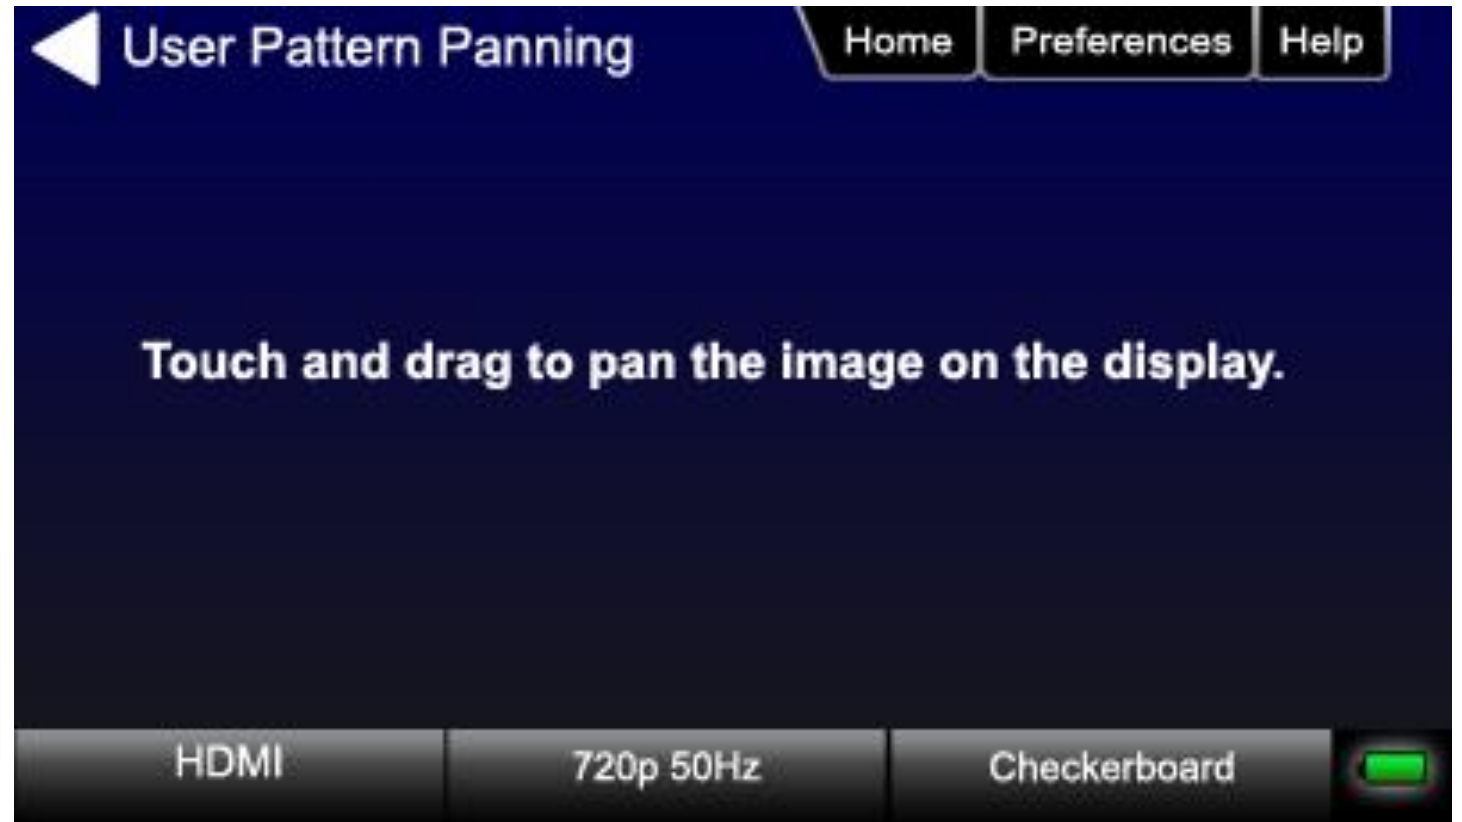 User Pattern Panning
Home Preferences Help
Touch and drag to pan the image on the display.
HDMI 720p 50Hz Checkerboard